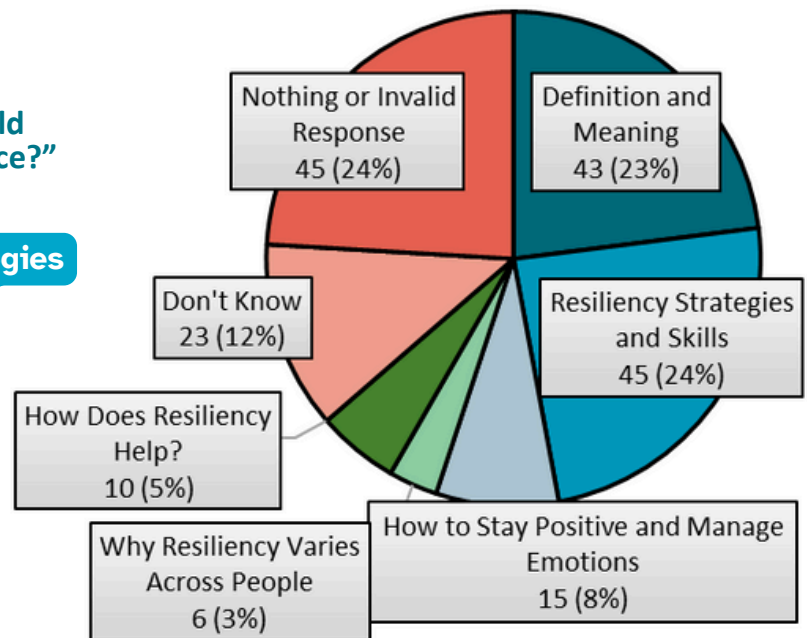 ld
ce?”
gies
Nothing or Invalid
Response
45 (24%)
Definition and
Meaning
43 (23%)
Don't Know
23 (12%)
Resiliency Strategies
and Skills
45 (24%)
How Does Resiliency
Help?
10 (5%)
Why Resiliency Varies
Across People
6 (3%)
How to Stay Positive and Manage
Emotions
15 (8%)